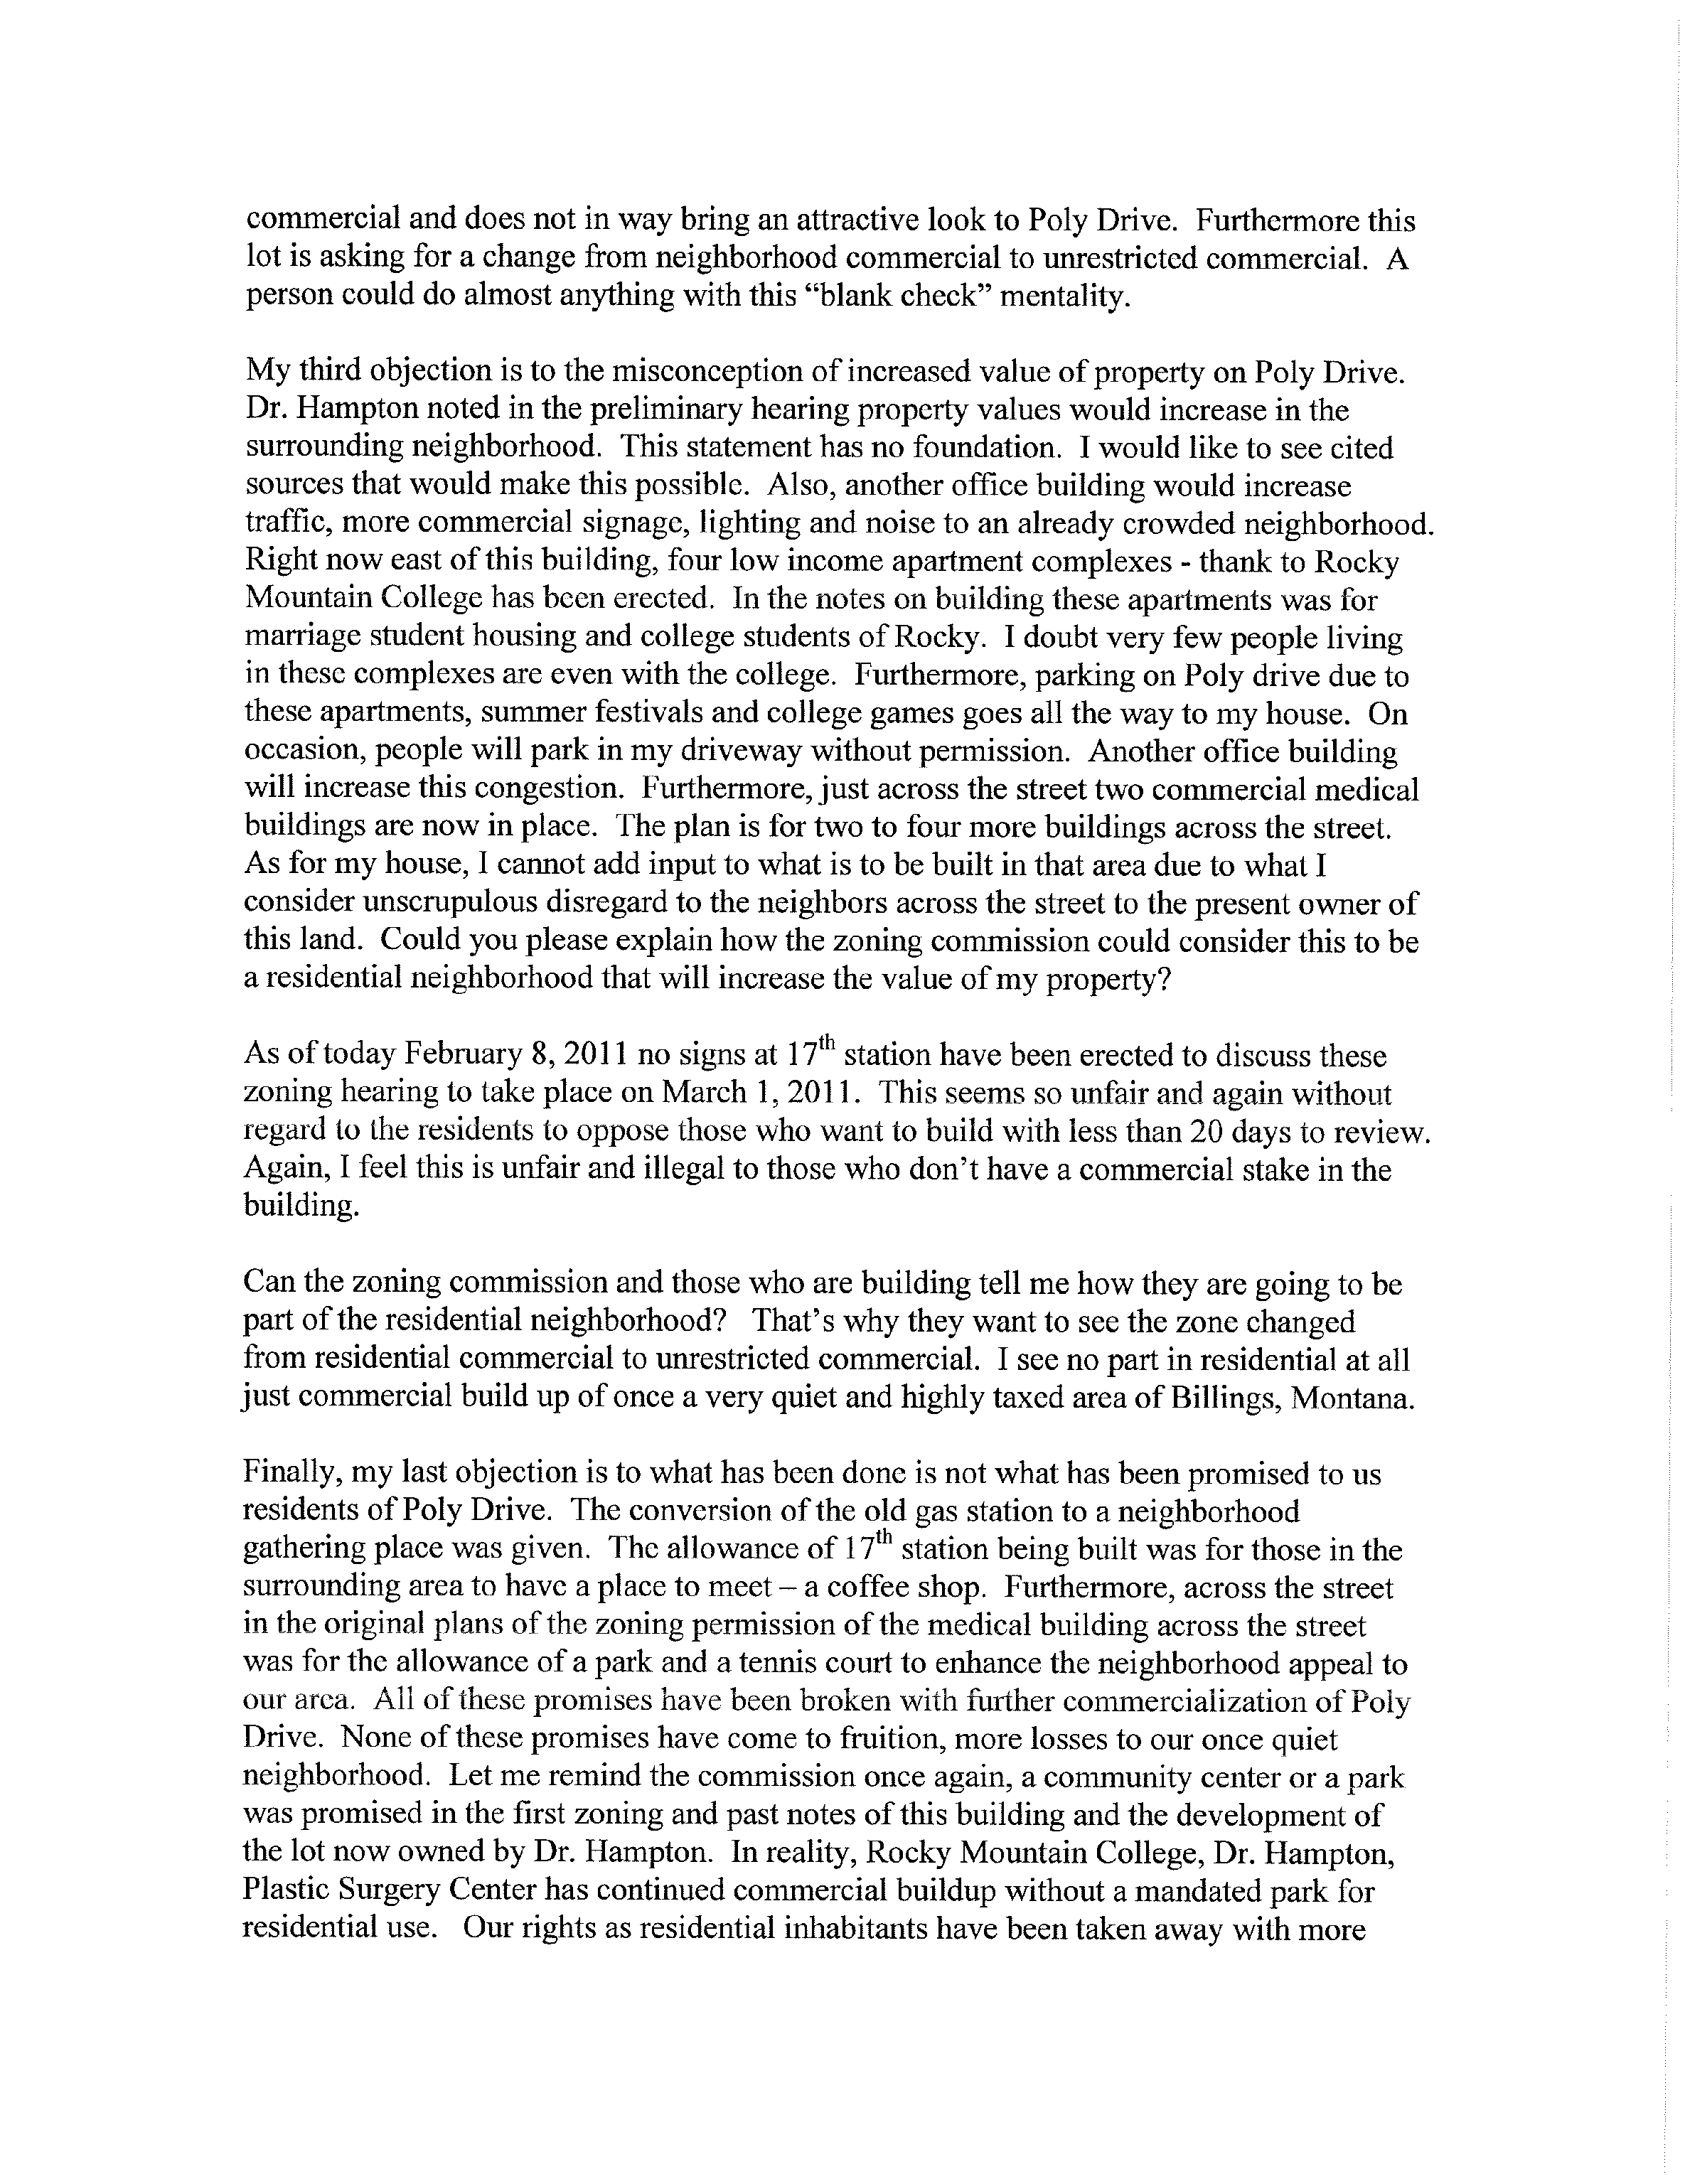 commercial and does not in way bring an attractive look to Poly Drive.  Furthermore this
lot is asking for a change from neighborhood commercial to unrestricted commercial.  A
person could do almost anything with this “blank check” mentality.

My third objection is to the misconception of increased value of property on Poly Drive.
Dr. Hampton noted in the preliminary hearing property values would increase in the
surrounding neighborhood.  This statement has no foundation.  I would like to see cited
sources that would make this possible.  Also, another office building would increase
traffic, more commercial signage, lighting and noise to an already crowded neighborhood.
Right now east of this building, four low income apartment complexes - thank to Rocky
Mountain College has been erected.  In the notes on building these apartments was for
marriage student housing and college students of Rocky.  I doubt very few people living
in these complexes are even with the college.  Furthermore, parking on Poly drive due to
these apartments, summer festivals and college games goes all the way to my house.  On
occasion, people will park in my driveway without permission.  Another office building
will increase this congestion.  Furthermore, just across the street two commercial medical
buildings are now in place.  The plan is for two to four more buildings across the street.
As for my house, I cannot add input to what is to be built in that area due to what I
consider unscrupulous disregard to the neighbors across the street to the present owner of
this land.  Could you please explain how the zoning commission could consider this to be
a residential neighborhood that will increase the value of my property?

As of today February 8, 2011 no signs at 17th station have been erected to discuss these
zoning hearing to take place on March 1, 2011.  This seems so unfair and again without
regard to the residents to oppose those who want to build with less than 20 days to review.
Again, I feel this is unfair and illegal to those who don’t have a commercial stake in the
building.

Can the zoning commission and those who are building tell me how they are going to be
part of the residential neighborhood?   That’s why they want to see the zone changed
from residential commercial to unrestricted commercial.  I see no part in residential at all
just commercial build up of once a very quiet and highly taxed area of Billings, Montana.

Finally, my last objection is to what has been done is not what has been promised to us
residents of Poly Drive.  The conversion of the old gas station to a neighborhood
gathering place was given.  The allowance of 17th station being built was for those in the
surrounding area to have a place to meet – a coffee shop.  Furthermore, across the street
in the original plans of the zoning permission of the medical building across the street
was for the allowance of a park and a tennis court to enhance the neighborhood appeal to
our area.  All of these promises have been broken with further commercialization of Poly
Drive.  None of these promises have come to fruition, more losses to our once quiet
neighborhood.  Let me remind the commission once again, a community center or a park
was promised in the first zoning and past notes of this building and the development of
the lot now owned by Dr. Hampton.  In reality, Rocky Mountain College, Dr. Hampton,
Plastic Surgery Center has continued commercial buildup without a mandated park for
residential use.   Our rights as residential inhabitants have been taken away with more